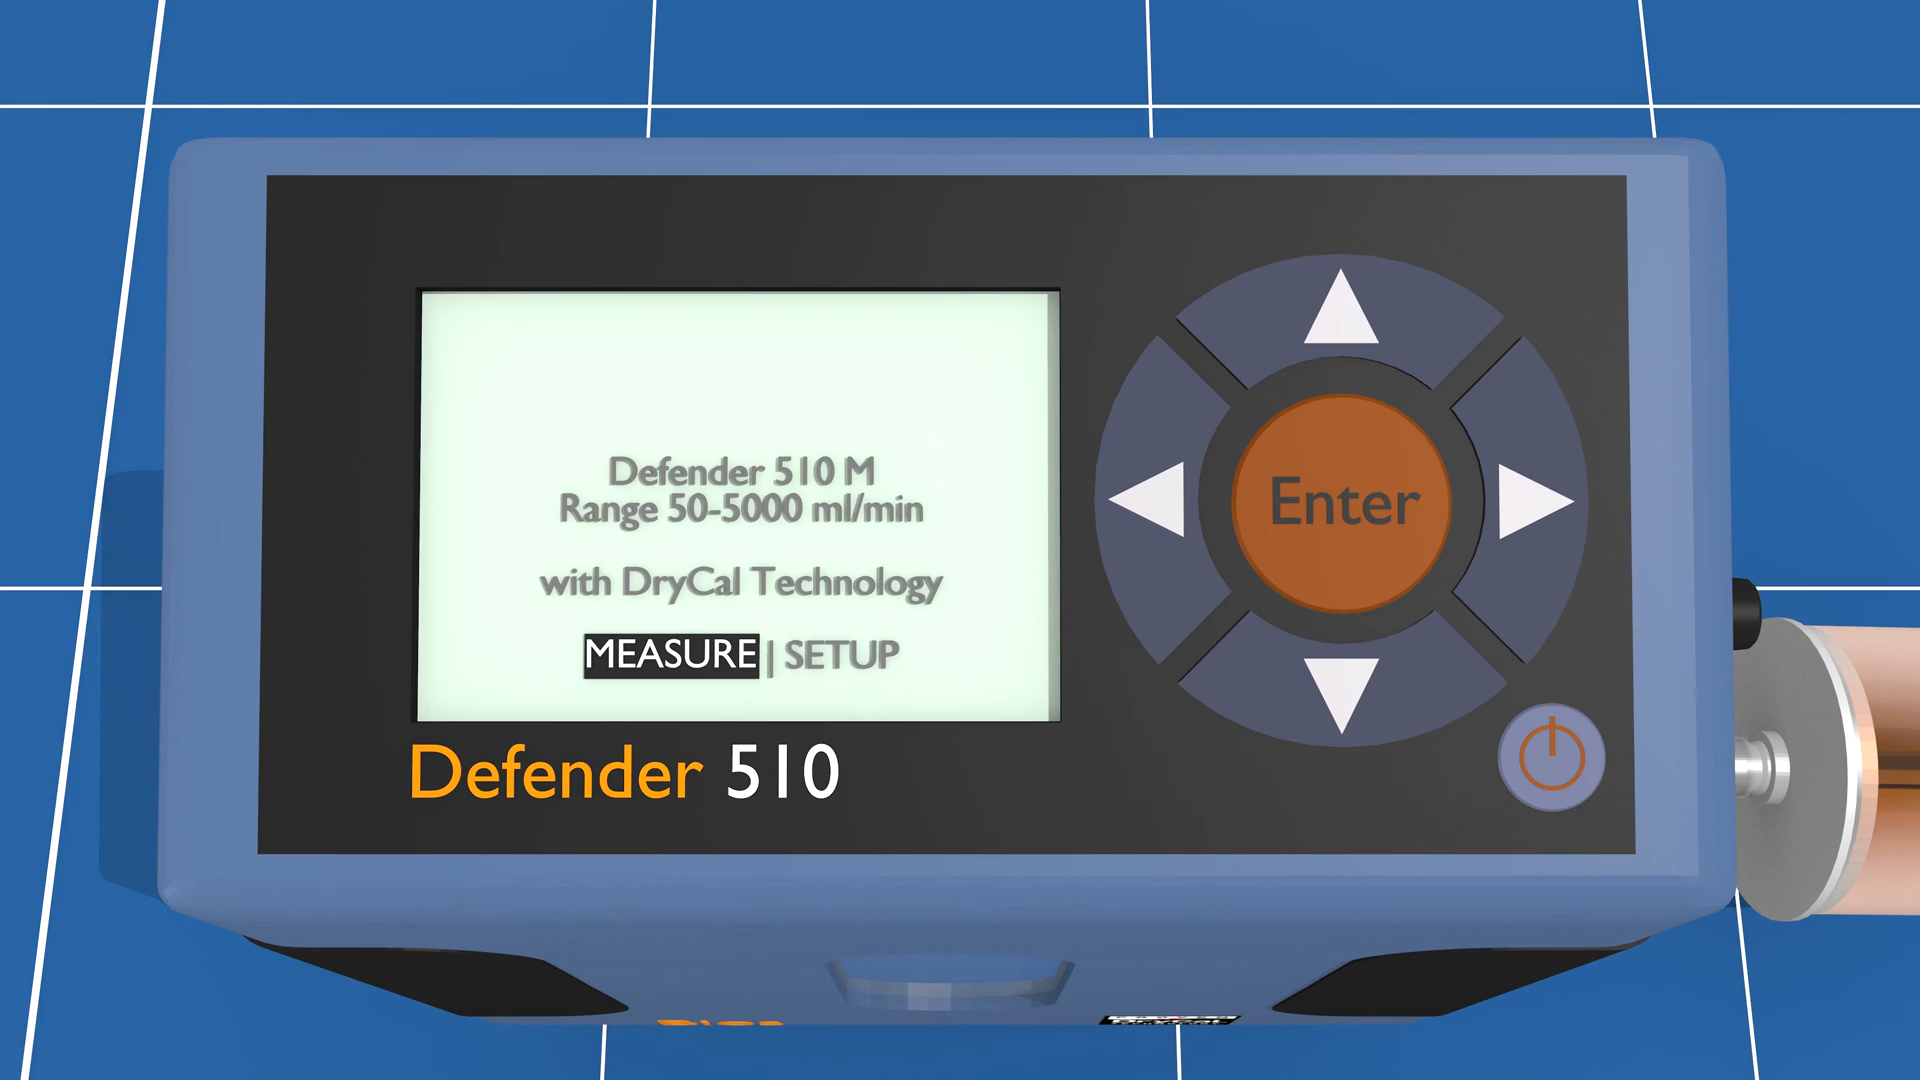 Defender 510 M
Range 50-5000 ml/min
with DryCal Technology
MEASURE | SETUP
Enter
Defender 510